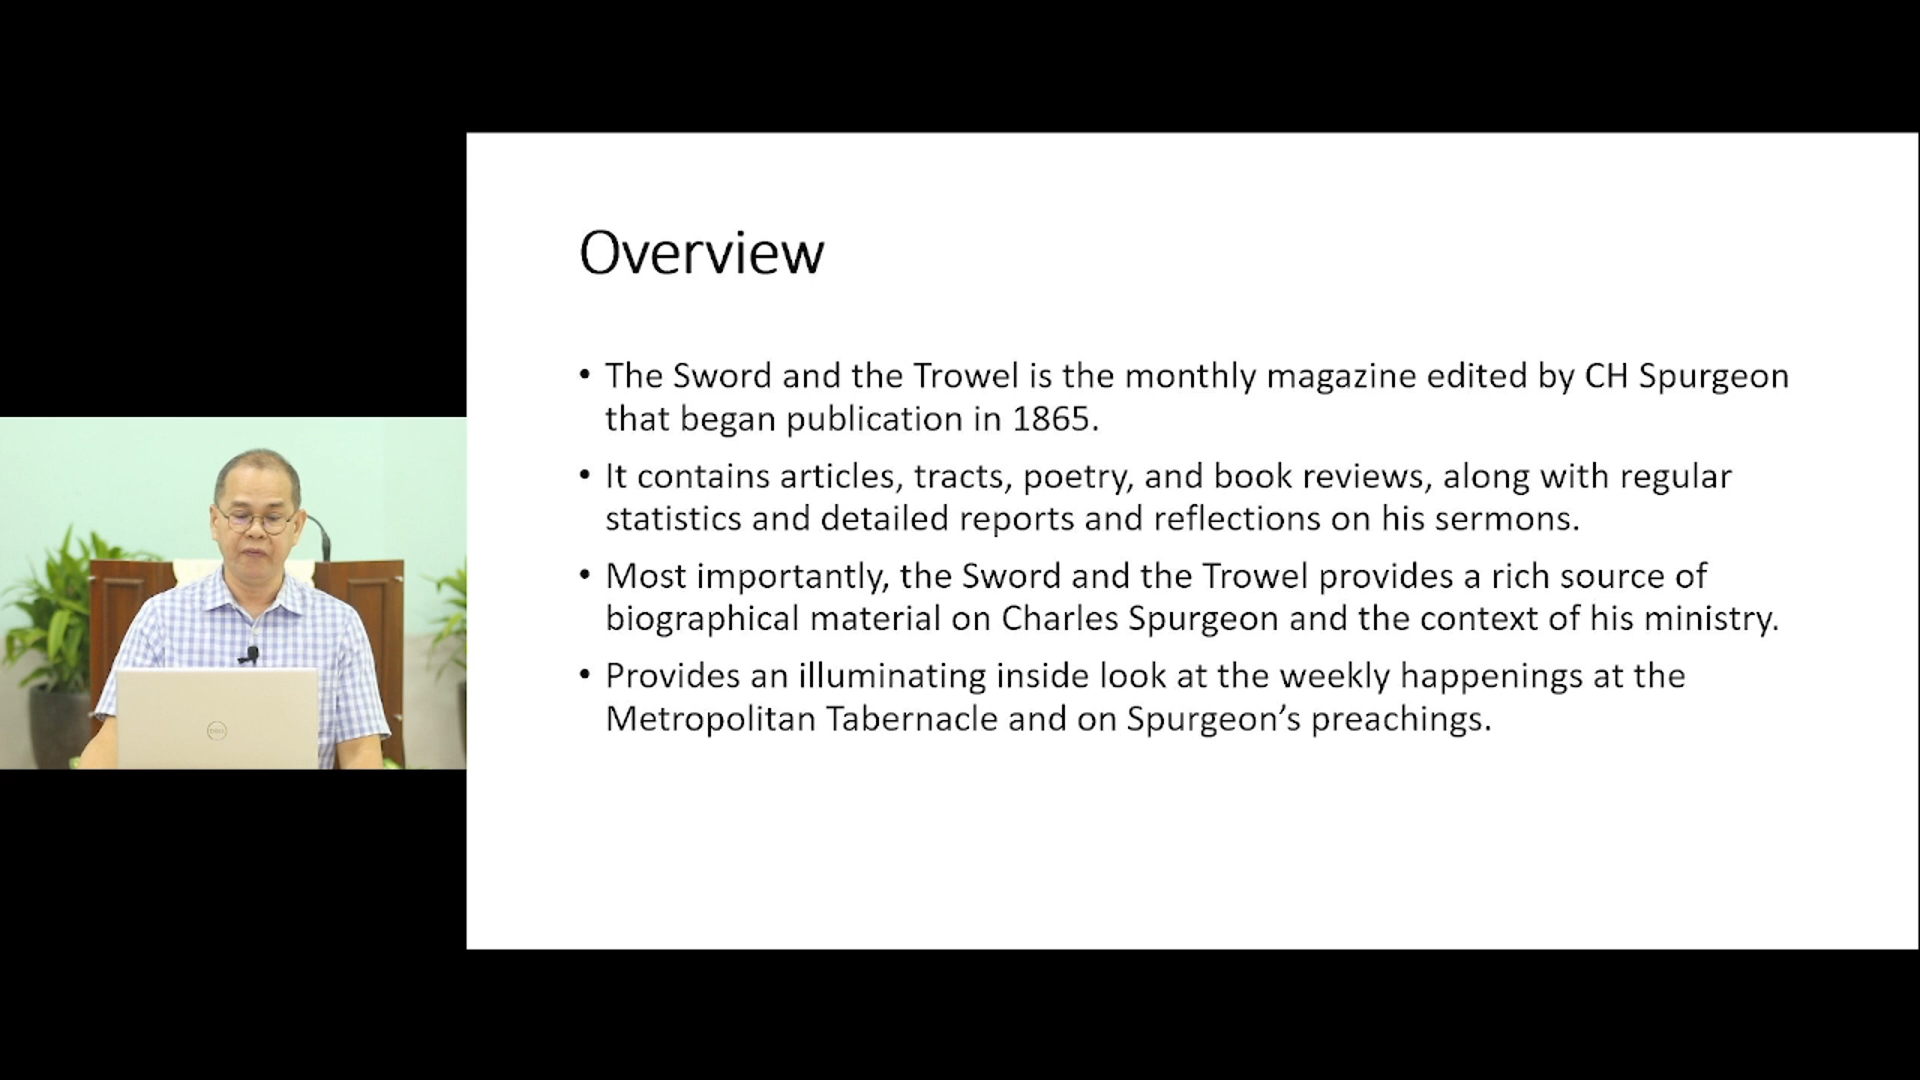 Overview
• The Sword and the Trowel is the monthly magazine edited by CH Spurgeon
that began publication in 1865.
• It contains articles, tracts, poetry, and book reviews, along with regular
statistics and detailed reports and reflections on his sermons.
• Most importantly, the Sword and the Trowel provides a rich source of
biographical material on Charles Spurgeon and the context of his ministry.
• Provides an illuminating inside look at the weekly happenings at the
Metropolitan Tabernacle and on Spurgeon’s preachings.